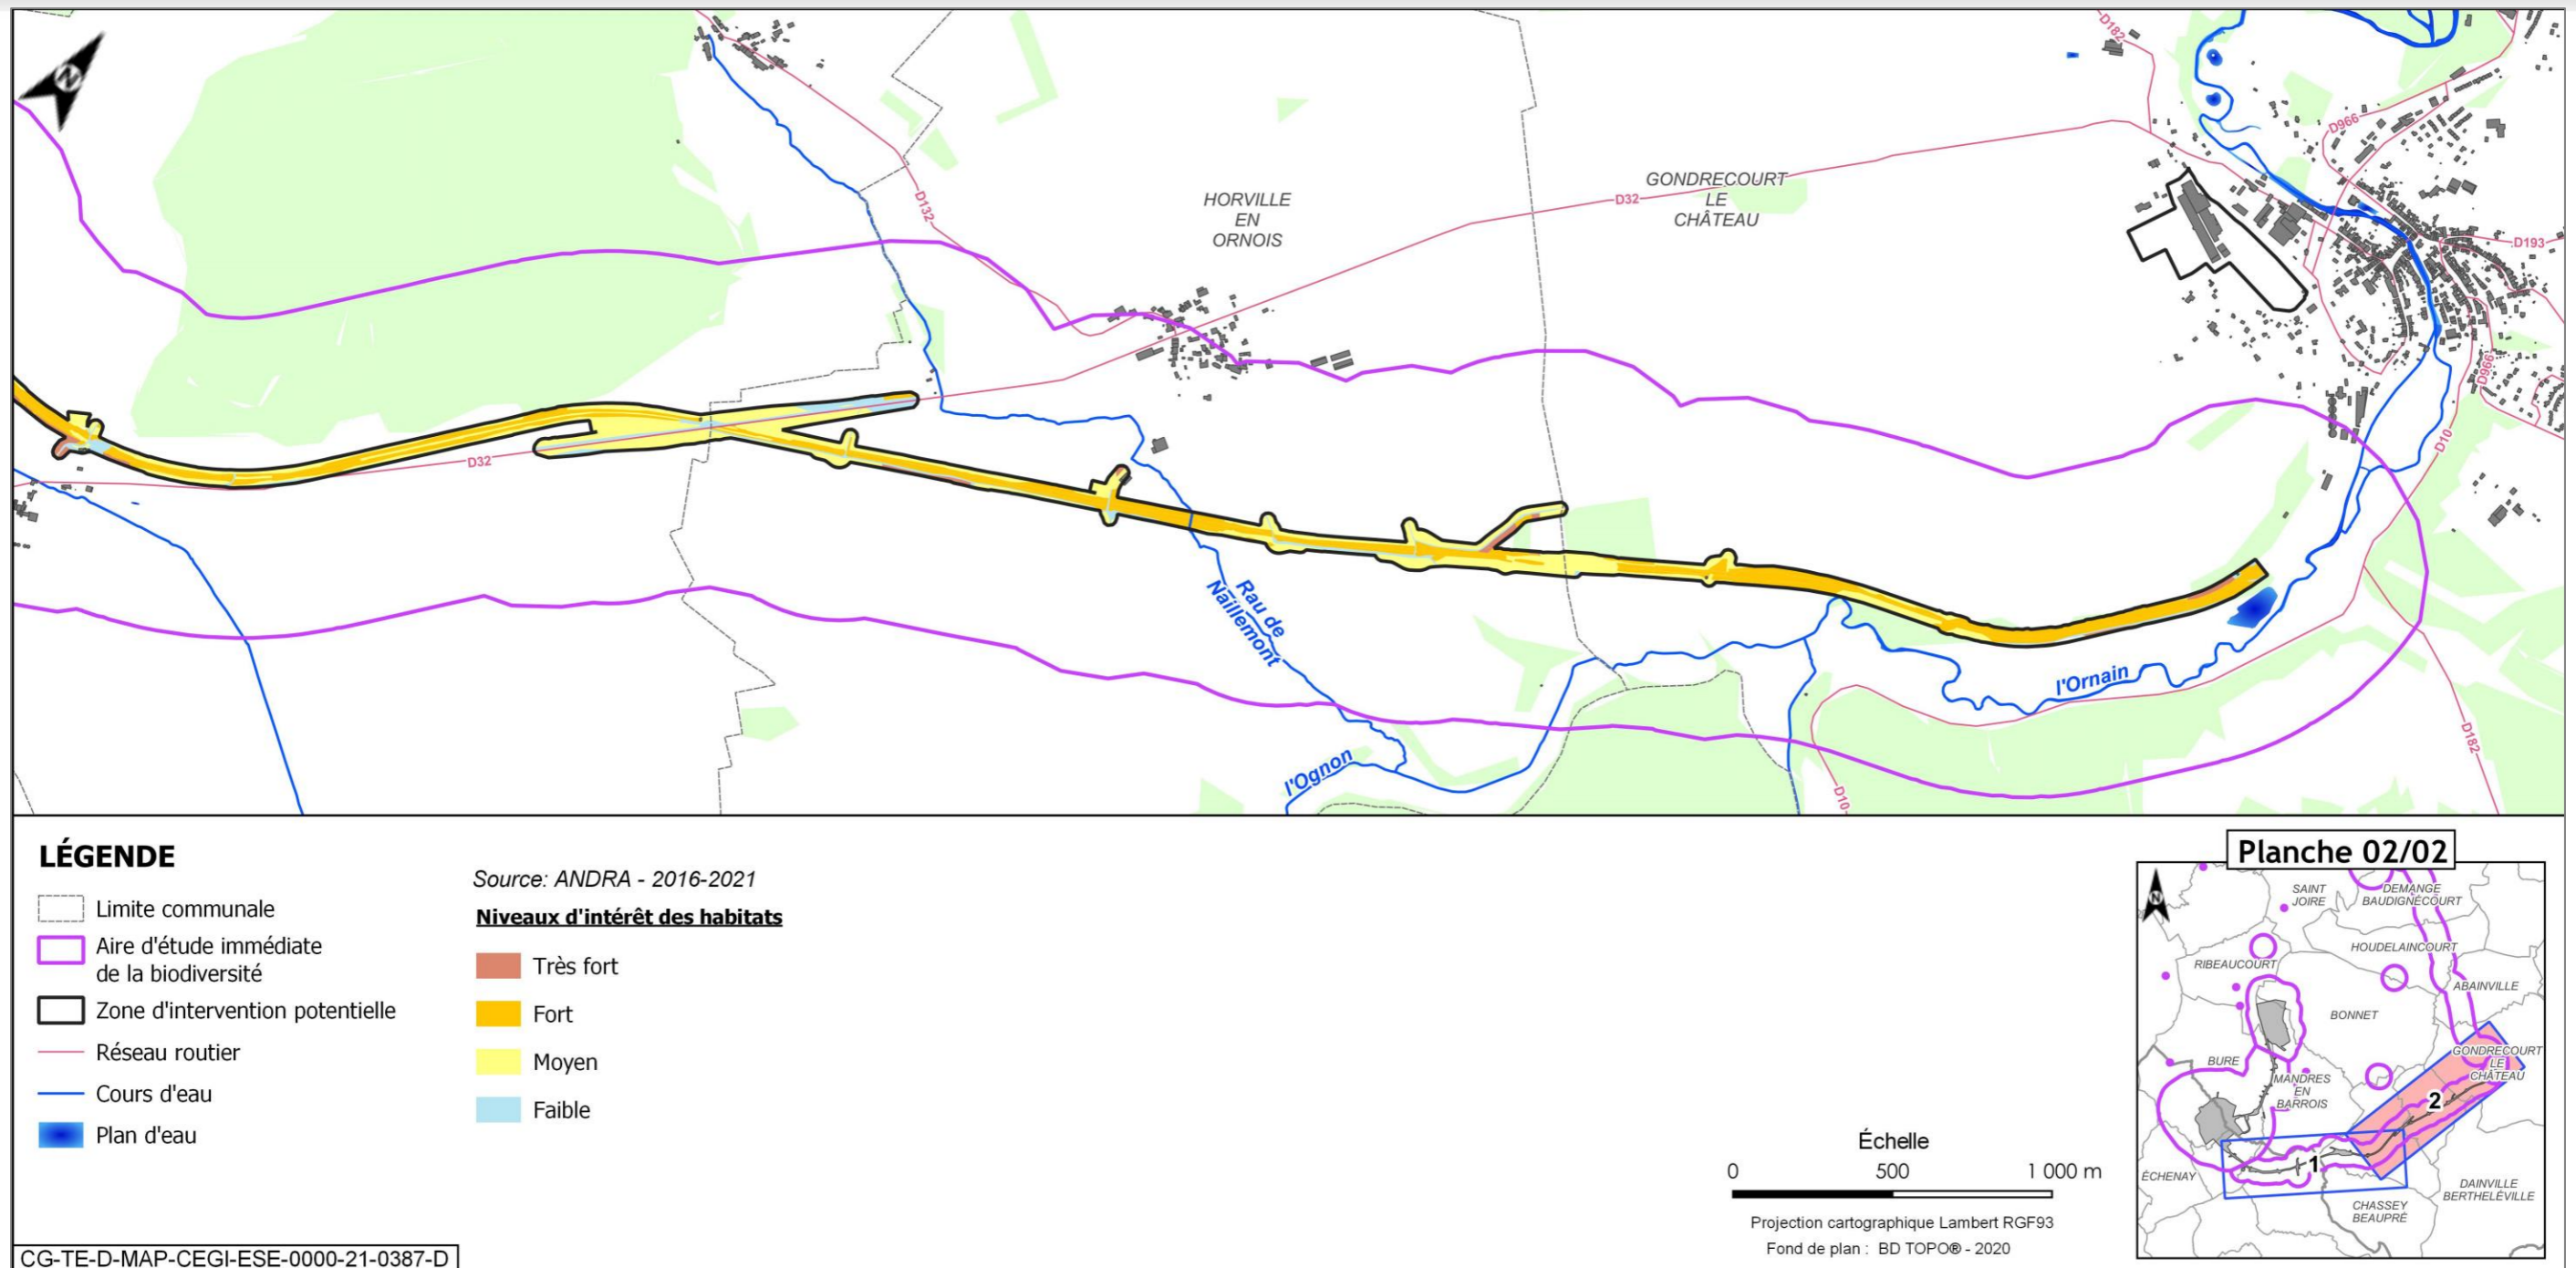 N
D182
D966
D132
HORVILLE
EN
ORNOIS
GONDRECOURT
LE
CHÂTEAU
D32
D193
D966
D10
D32
Rau de
Naillemont
l'Ornain
l'Ognon
D10
D182
LÉGENDE
Limite communale
Aire d'étude immédiate
de la biodiversité
Zone d'intervention potentielle
Réseau routier
Cours d'eau
Plan d'eau
Source: ANDRA - 2016-2021
Niveaux d'intérêt des habitats
Très fort
Fort
Moyen
Faible
Échelle
0 500 1 000 m
Projection cartographique Lambert RGF93
Fond de plan : BD TOPO® - 2020
Planche 02/02
N
SAINT
JOIRE
DEMANGE
BAUDIGNÉCOURT
HOUDELAINCOURT
RIBEAUCOURT
ABAINVILLE
BONNET
BURE
GONDRECOURT
LE
CHÂTEAU
MANDRES
EN
BARROIS
2
1
ÉCHENAY
DAINVILLE
BERTHELÉVILLE
CHASSEY
BEAUPRÉ
CG-TE-D-MAP-CEGI-ESE-0000-21-0387-D